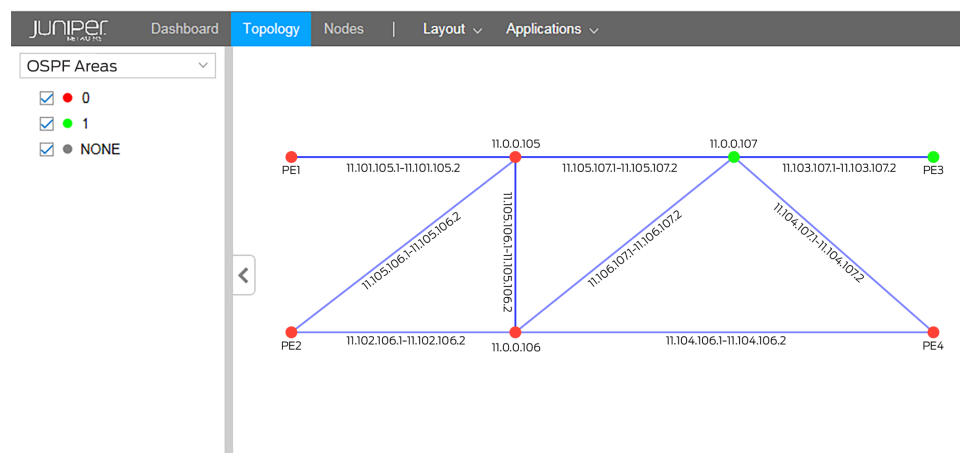 JUNIPER Dashboard Topology Nodes | Layout Applications
NETWORKS
OSPF Areas
0
1
NONE
11.0.0.105
11.0.0.107
PE1
11.101.105.1-11.101.105.2
11.105.107.1-11.105.107.2
11.103.107.1-11.103.107.2
PE3
11.105.106.1-11.105.106.2
11.105.106.1-11.105.106.2
11.106.107.1-11.106.107.2
11.104.107.1-11.104.107.2
PE2
11.102.106.1-11.102.106.2
11.0.0.106
11.104.106.1-11.104.106.2
PE4